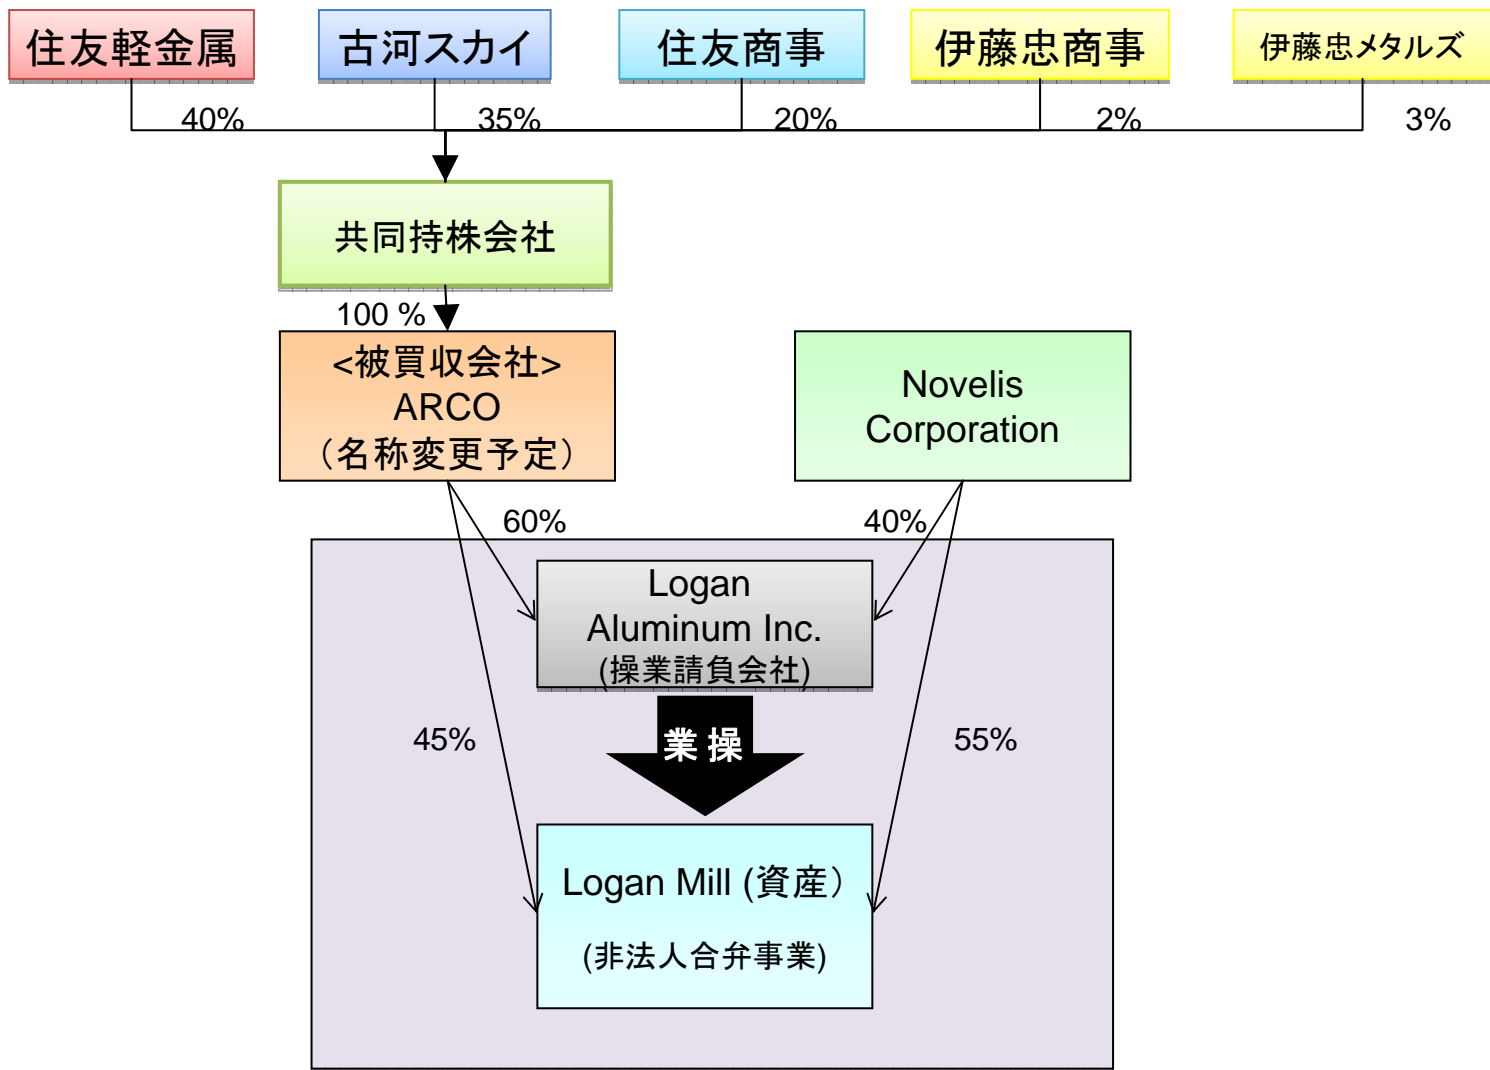 住友軽金属
古河スカイ
住友商事
伊藤忠商事
伊藤忠メタルズ
40%
35%
20%
2%
3%
共同持株会社
100 %
<被買収会社>
ARCO
（名称変更予定）
Novelis
Corporation
60%
40%
Logan
Aluminum Inc.
(操業請負会社)
45%
業操
55%
Logan Mill (資産）
(非法人合弁事業)